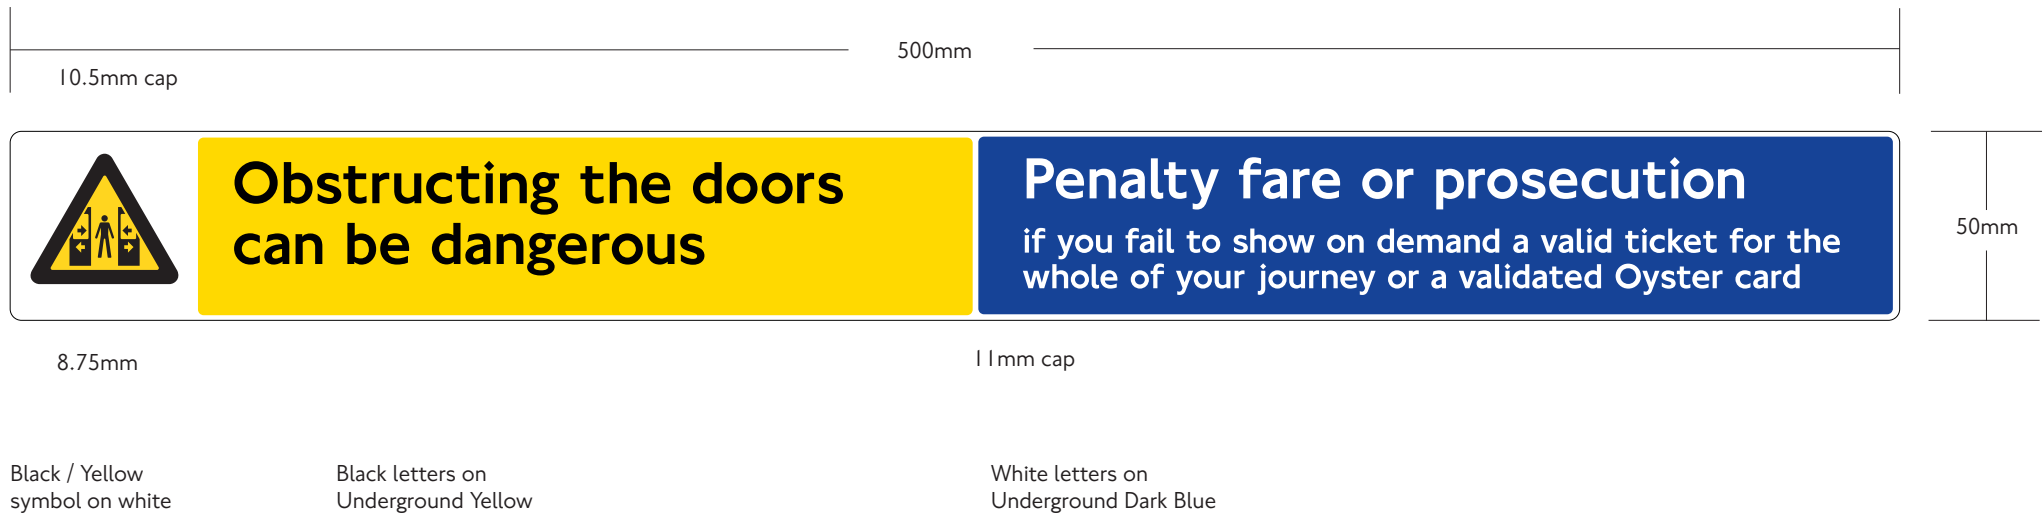 500mm
10.5mm cap
Obstructing the doors
can be dangerous
Penalty fare or prosecution
if you fail to show on demand a valid ticket for the
whole of your journey or a validated Oyster card
50mm
8.75mm
11mm cap
Black / Yellow
symbol on white
Black letters on
Underground Yellow
White letters on
Underground Dark Blue